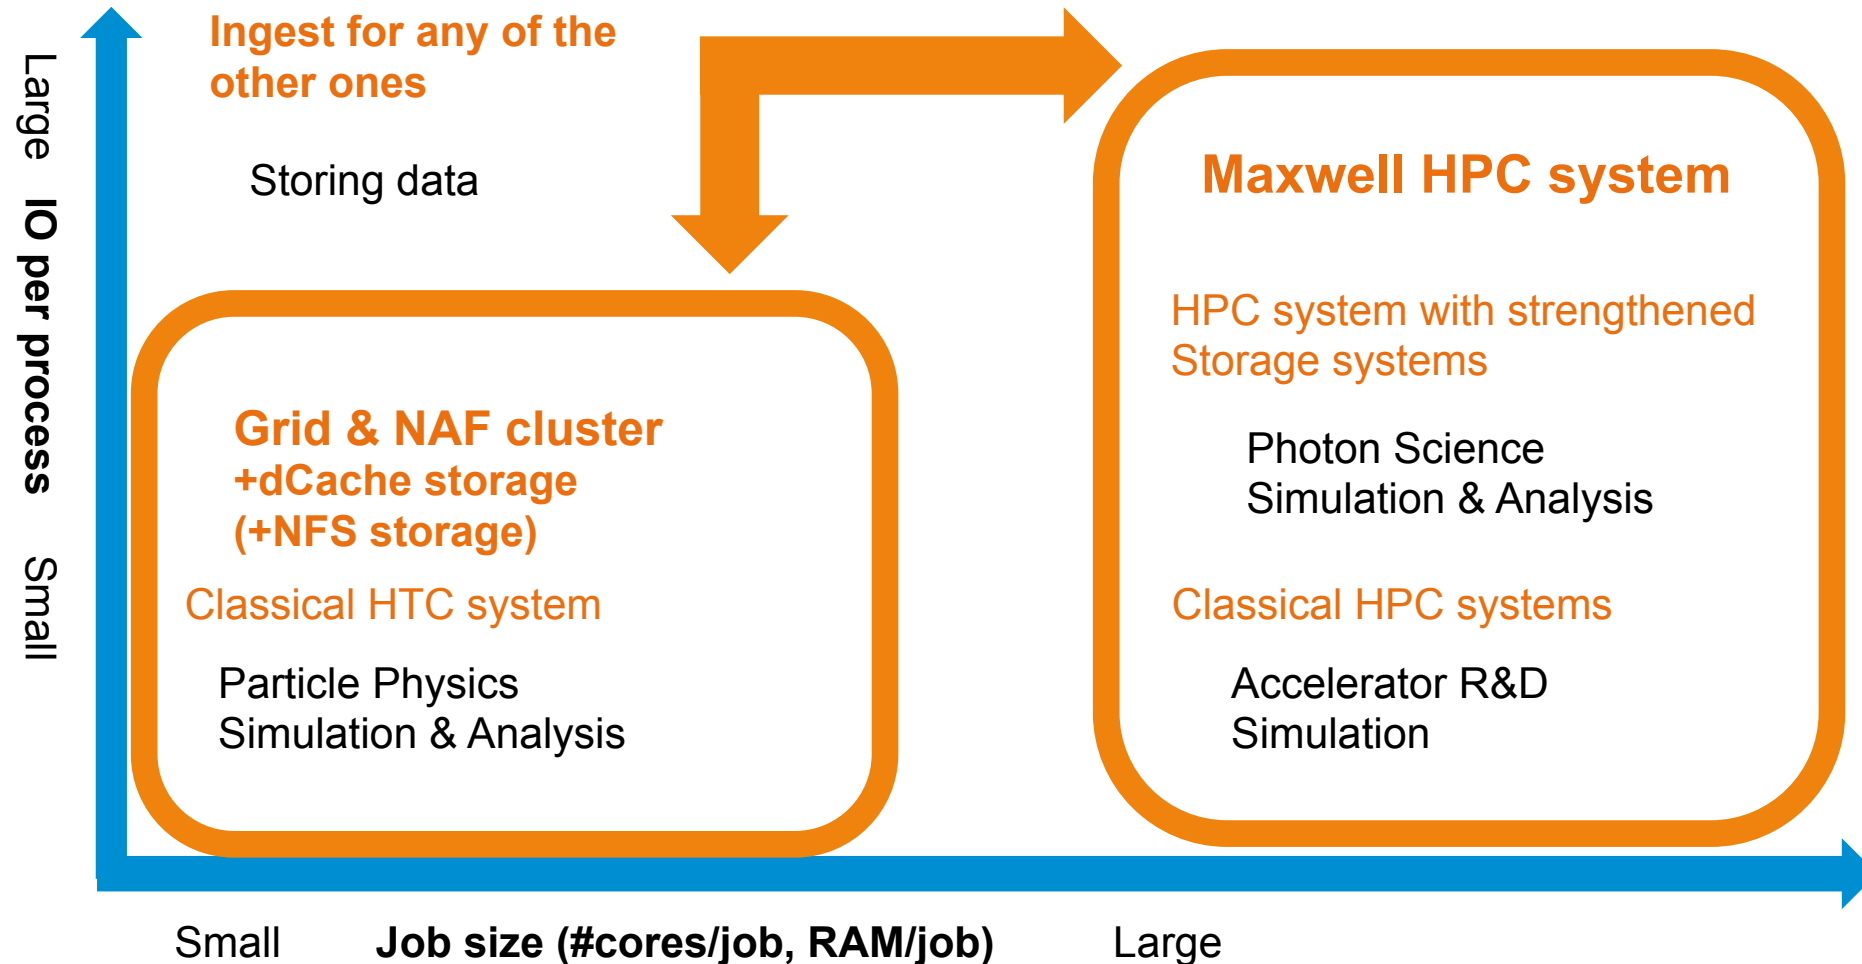 Ingest for any of the
other ones
Storing data
Large IO per process Small
Grid & NAF cluster
+dCache storage
(+NFS storage)
Classical HTC system
Particle Physics
Simulation & Analysis
Maxwell HPC system
HPC system with strengthened
Storage systems
Photon Science
Simulation & Analysis
Classical HPC systems
Accelerator R&D
Simulation
Small Job size (#cores/job, RAM/job) Large